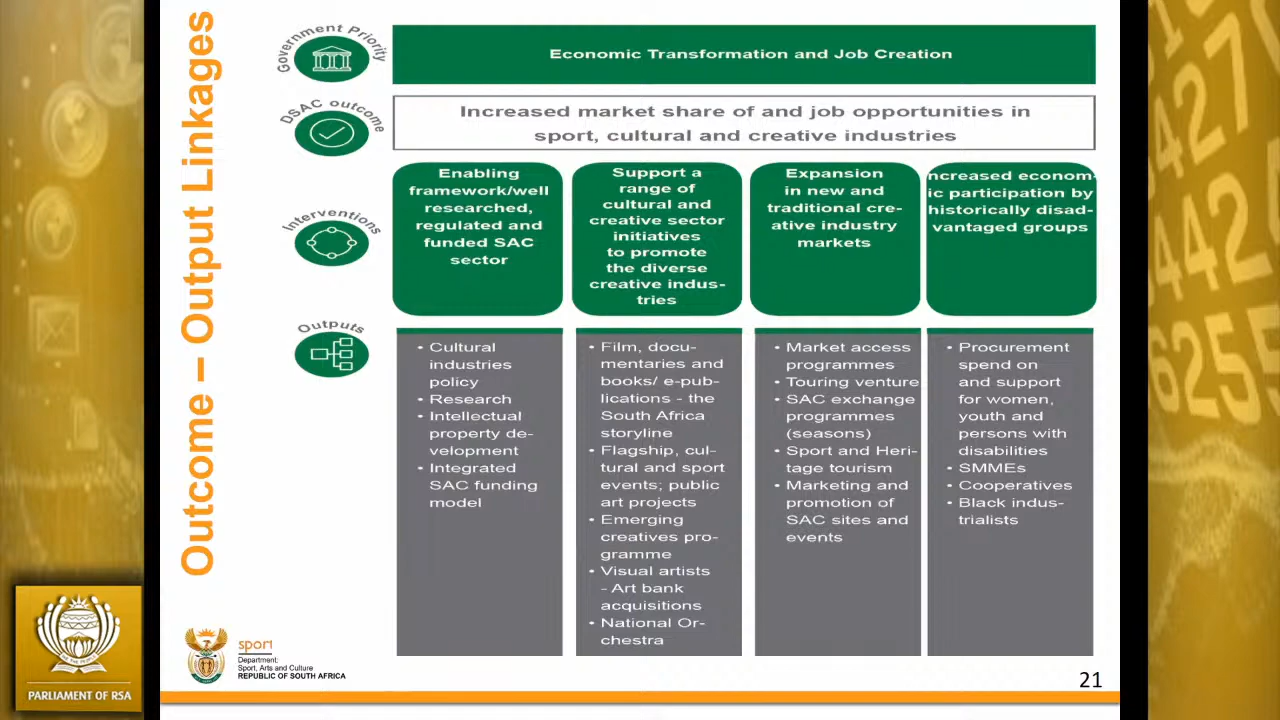 Outcome – Output Linkages
Government Priority
Economic Transformation and Job Creation
DSAC outcome
Increased market share of and job opportunities in
sport, cultural and creative industries
Interventions
Enabling
framework/well
researched,
regulated and
funded SAC
sector
Support a
range of
cultural and
creative sector
initiatives
to promote
the diverse
creative indus-
tries
Expansion
in new and
traditional cre-
ative industry
markets
ncreased econom-
ic participation by
historically disad-
vantaged groups
Outputs
• Cultural
industries
policy
• Research
• Intellectual
property de-
velopment
• Integrated
SAC funding
model
• Film, docu-
mentaries and
books/ e-pub-
lications - the
South Africa
storyline
• Flagship, cul-
tural and sport
events; public
art projects
• Emerging
creatives pro-
gramme
• Visual artists
- Art bank
acquisitions
• National Or-
chestra
• Market access
programmes
• Touring venture
• SAC exchange
programmes
(seasons)
• Sport and Heri-
tage tourism
• Marketing and
promotion of
SAC sites and
events
• Procurement
spend on
and support
for women,
youth and
persons with
disabilities
• SMMEs
• Cooperatives
• Black indus-
trialists
sport
Department:
Sport, Arts and Culture
REPUBLIC OF SOUTH AFRICA
21
PARLIAMENT OF RSA